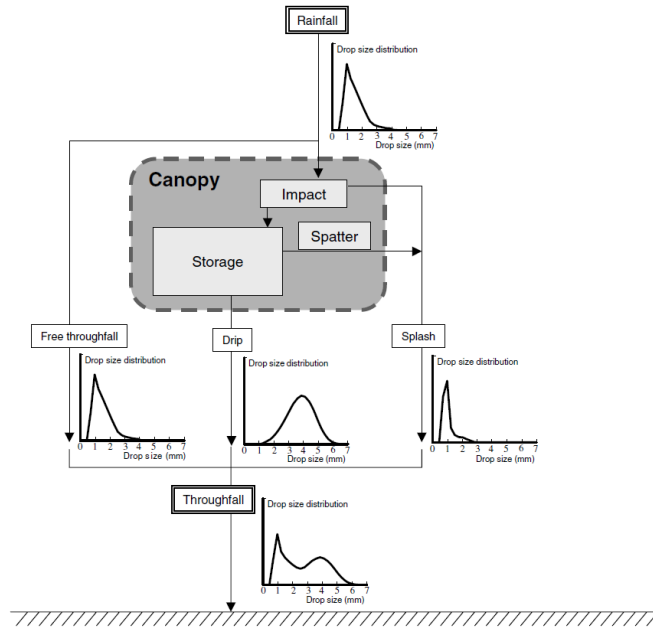 Rainfall
Drop size distribution
0 1 2 3 4 5 6 7
Drop size (mm)
Canopy
Impact
Spatter
Storage
Free throughfall
Drip
Splash
Drop size distribution
0 1 2 3 4 5 6 7
Drop size (mm)
Drop size distribution
0 1 2 3 4 5 6 7
Drop size (mm)
Drop size distribution
0 1 2 3 4 5 6 7
Drop size (mm)
Throughfall
Drop size distribution
0 1 2 3 4 5 6 7
Drop size (mm)